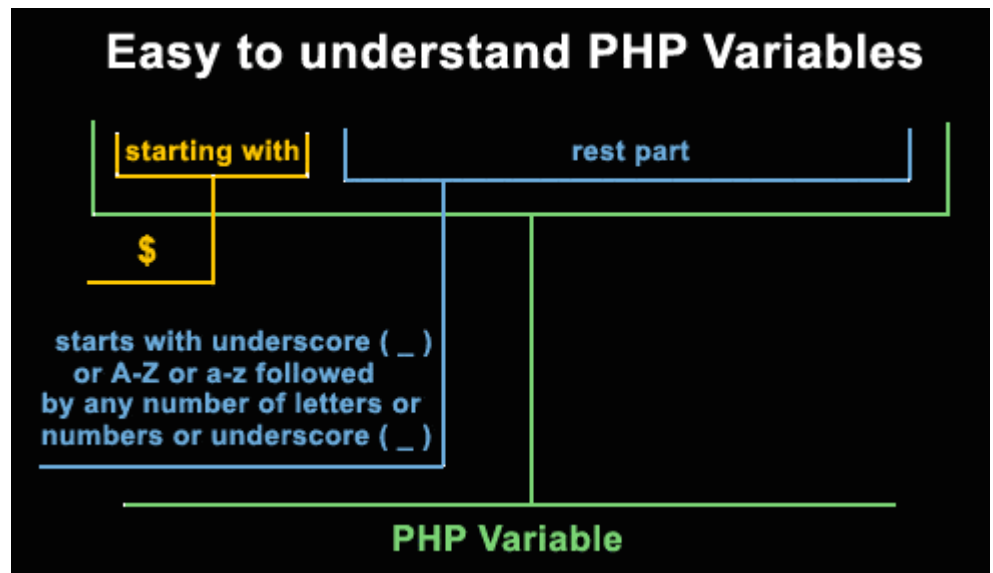 Easy to understand PHP Variables
starting with
rest part
$
starts with underscore ( _ )
or A-Z or a-z followed
by any number of letters or
numbers or underscore ( _ )
PHP Variable